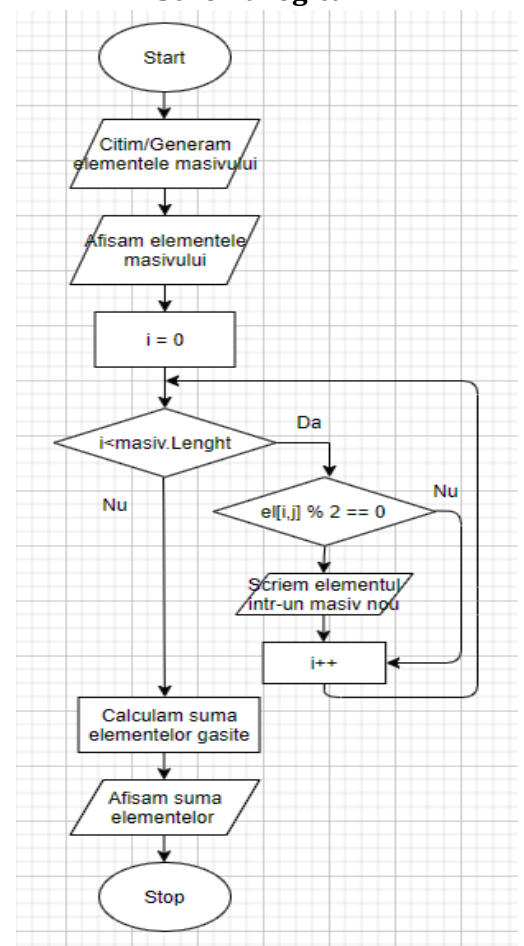 Start
Citim/Generam
elementele masivului
Afisam elementele
masivului
i = 0
i<masiv.Lenght
Da
Nu
el[i,j] % 2 == 0
Nu
Scriem elementul
intr-un masiv nou
i++
Calculam suma
elementelor gasite
Afisam suma
elementelor
Stop